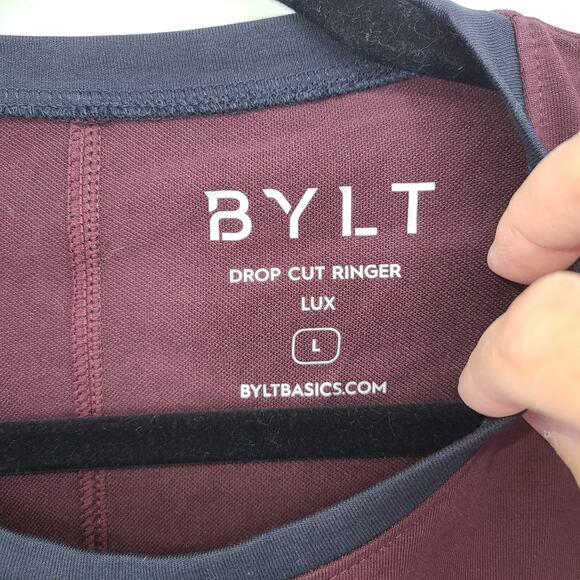 BYLT
DROP CUT RINGER
LUX
L
BYLTBASICS.COM